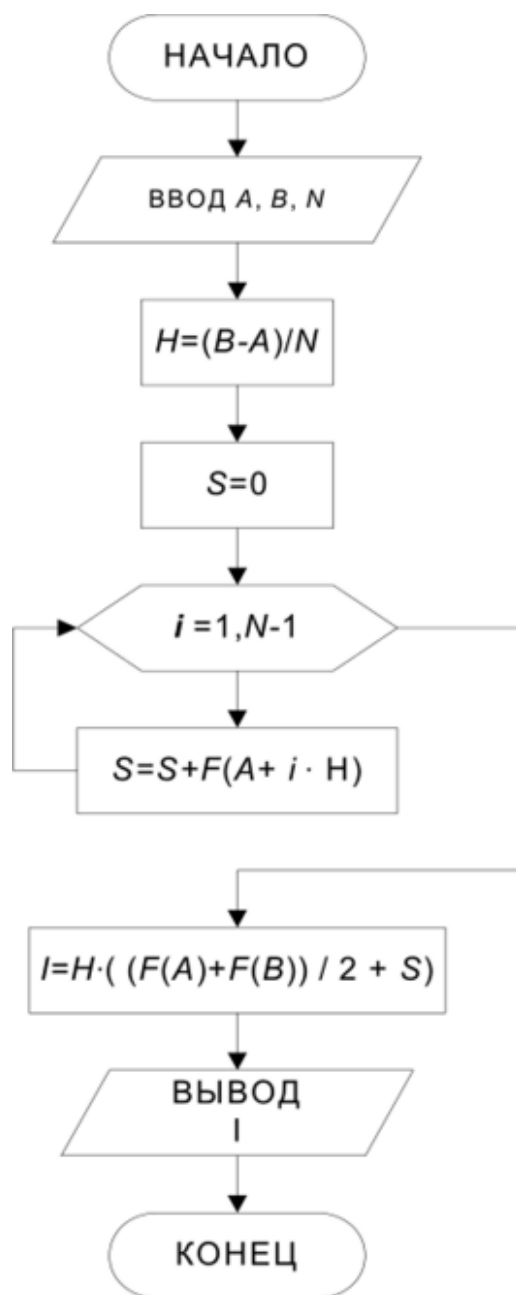 НАЧАЛО
ВВОД A, B, N
H=(B-A)/N
S=0
i =1,N-1
S=S+F(A+ i · H)
I=H·( (F(A)+F(B)) / 2 + S)
ВЫВОД
I
КОНЕЦ